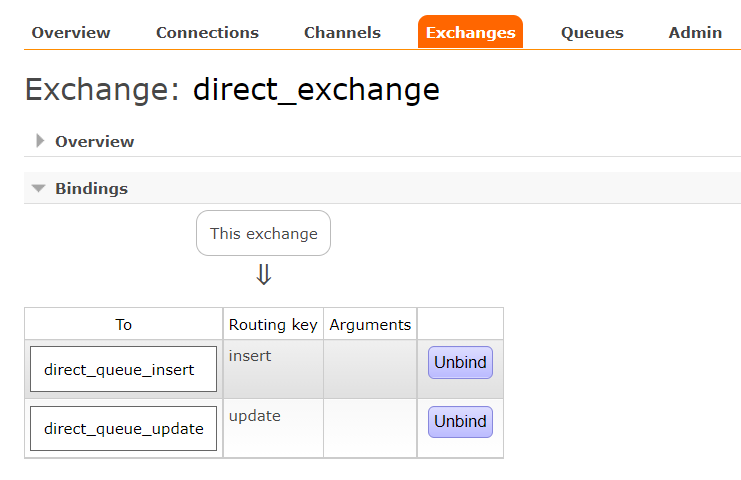 Overview Connections Channels Exchanges Queues Admin
Exchange: direct_exchange
Overview
Bindings
This exchange
⇓
To Routing key Arguments
direct_queue_insert insert Unbind
direct_queue_update update Unbind